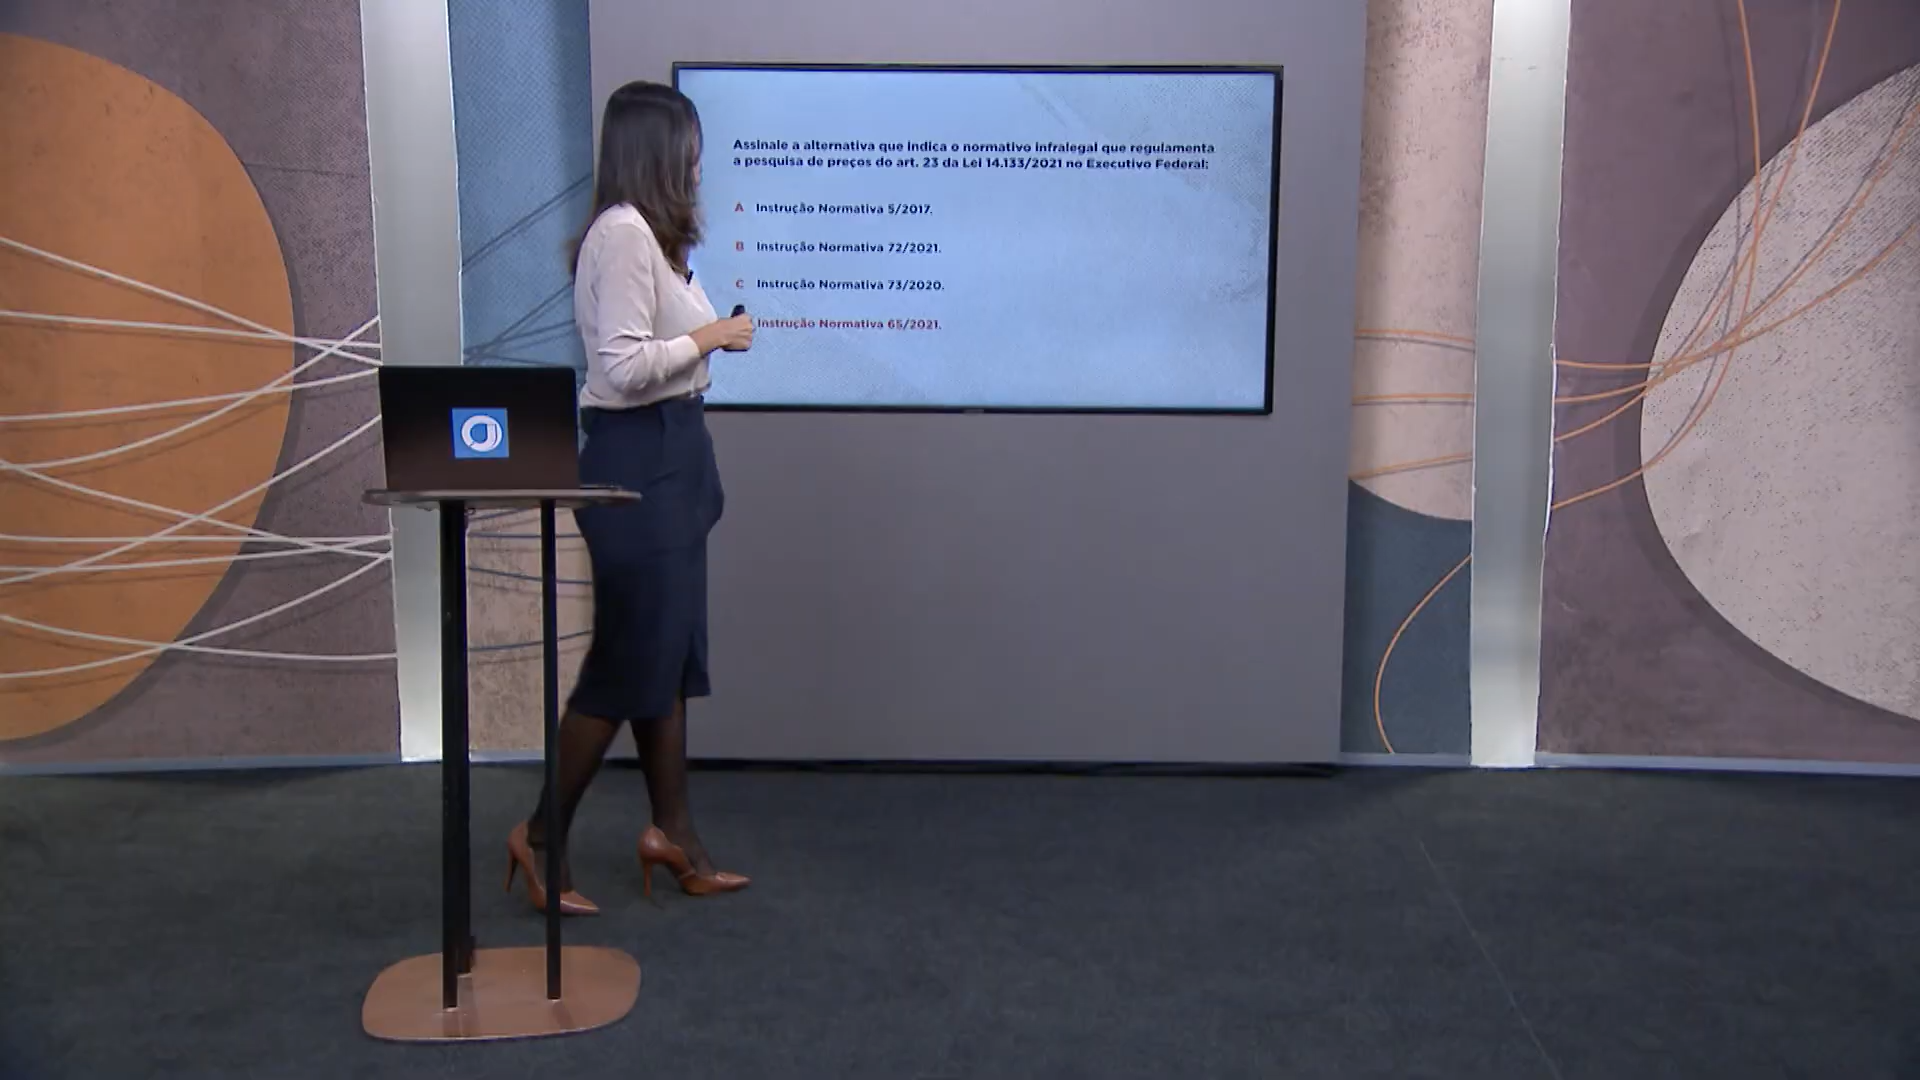 Assinale a alternativa que indica o normativo infralegal que regulamenta
a pesquisa de preços do art. 23 da Lei 14.133/2021 no Executivo Federal:
A Instrução Normativa 5/2017.
B Instrução Normativa 72/2021.
C Instrução Normativa 73/2020.
Instrução Normativa 65/2021.